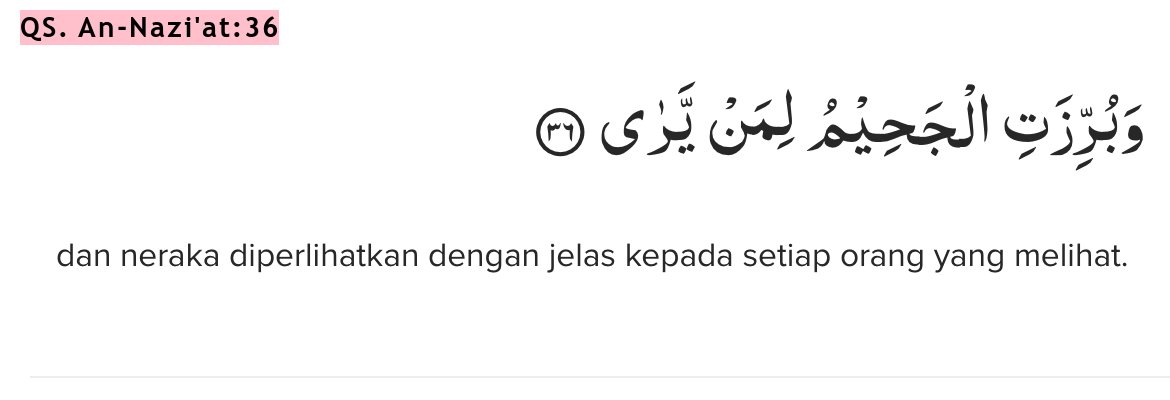 QS. An-Nazi'at:36
وَبُرِّزَتِ الْجَحِيْمُ لِمَنْ يَّرٰى ٣٦
dan neraka diperlihatkan dengan jelas kepada setiap orang yang melihat.